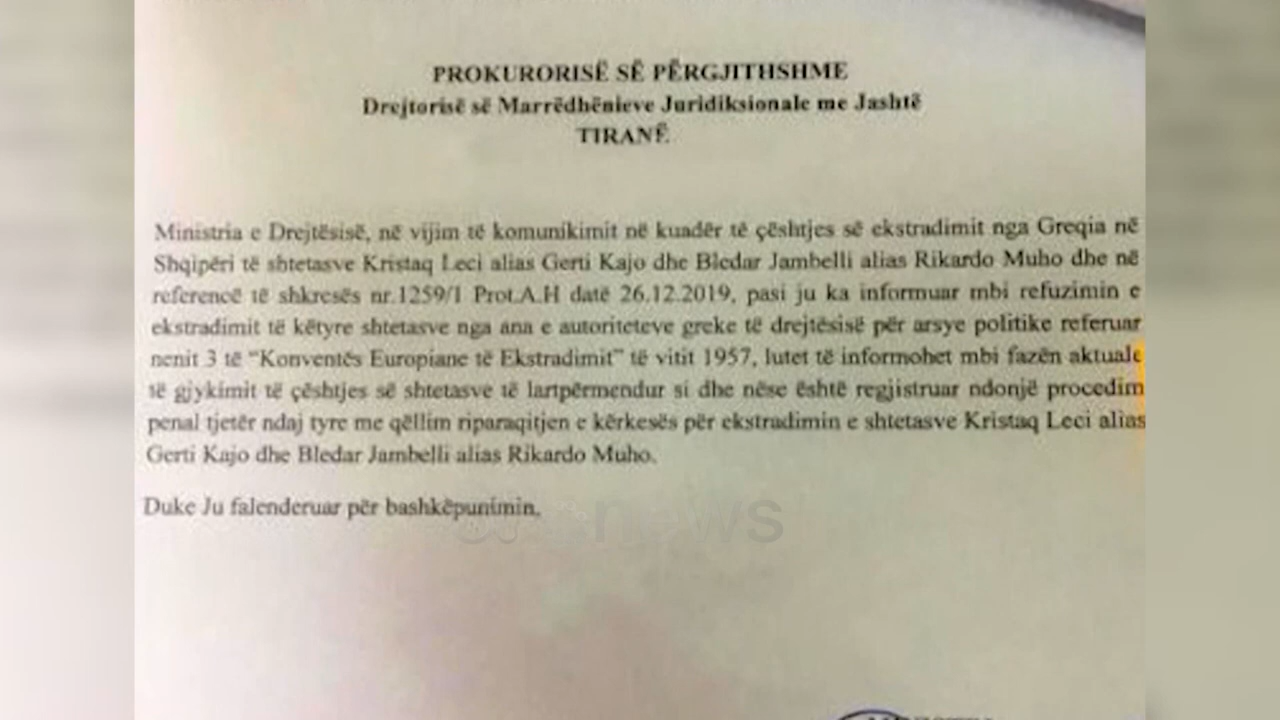 PROKURORISË SË PËRGJITHSHME
Drejtorisë së Marrëdhënieve Juridiksionale me Jashtë
TIRANË
Ministria e Drejtësisë, në vijim të komunikimit në kuadër të çështjes së ekstradimit nga Greqia në
Shqipëri të shtetasve Kristaq Leci alias Gerti Kajo dhe Bledar Jambelli alias Rikardo Muho dhe në
referencë të shkresës nr.1259/1 Prot.A.H datë 26.12.2019, pasi ju ka informuar mbi refuzimin e
ekstradimit të këtyre shtetasve nga ana e autoriteteve greke të drejtësisë për arsye politike referuar
nenit 3 të "Konventës Europiane të Ekstradimit" të vitit 1957, lutet të informohet mbi fazën aktuale
të gjykimit të çështjes së shtetasve të lartpërmendur si dhe nëse është regjistruar ndonjë procedim
penal tjetër ndaj tyre me qëllim riparaqitjen e kërkesës për ekstradimin e shtetasve Kristaq Leci alias
Gerti Kajo dhe Bledar Jambelli alias Rikardo Muho.
Duke Ju falenderuar për bashkëpunimin.
news